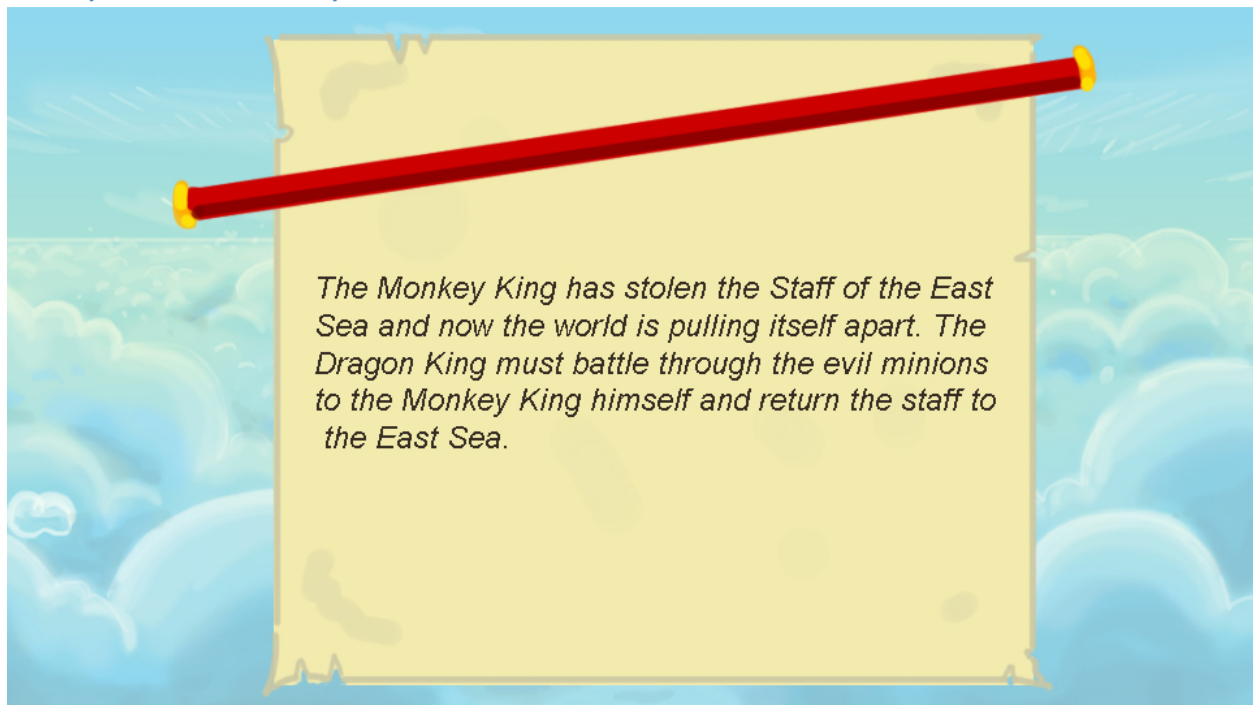 The Monkey King has stolen the Staff of the East
Sea and now the world is pulling itself apart. The
Dragon King must battle through the evil minions
to the Monkey King himself and return the staff to
the East Sea.